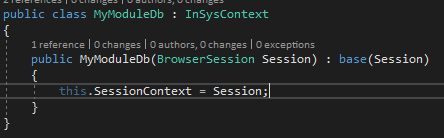 2 references | 0 changes | 0 authors, 0 changes
public class MyModuleDb : InSysContext
{
1 reference | 0 changes | 0 authors, 0 changes | 0 exceptions
public MyModuleDb(BrowserSession Session) : base(Session)
{
this.SessionContext = Session;
}
}